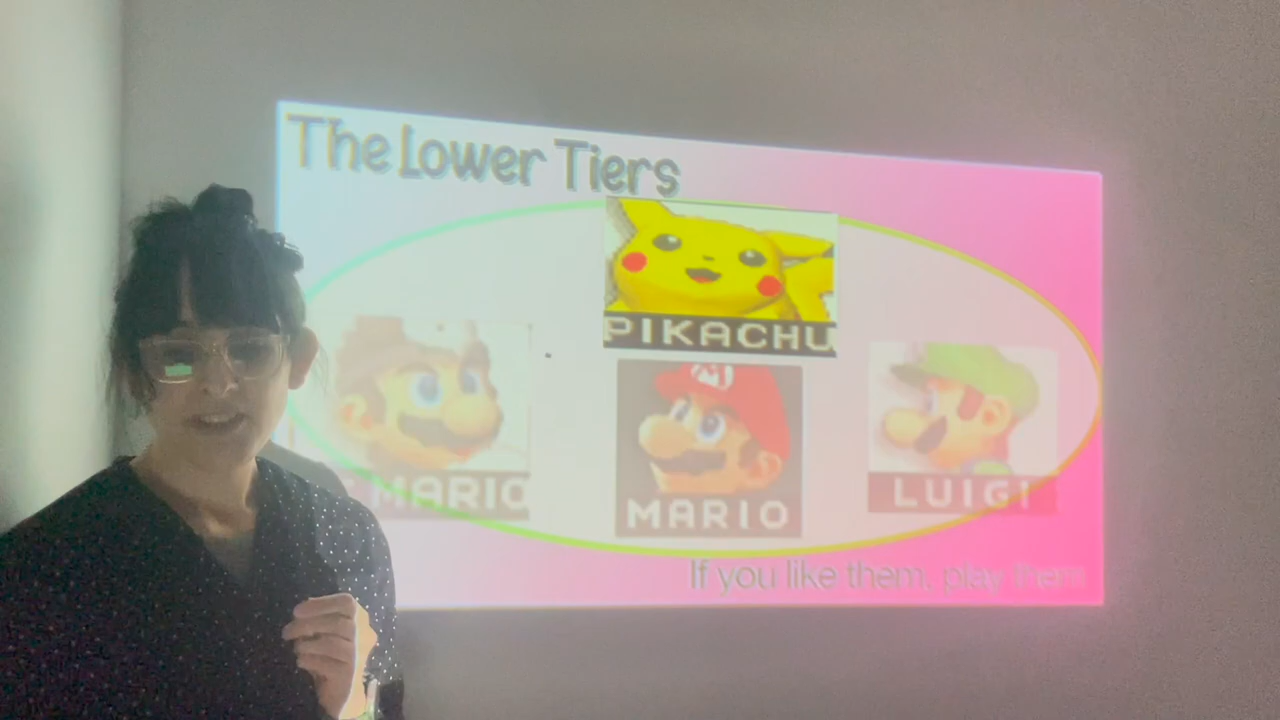 The Lower Tiers
PIKACHU
MARIO
MARIO
LUIGI
If you like them, play them